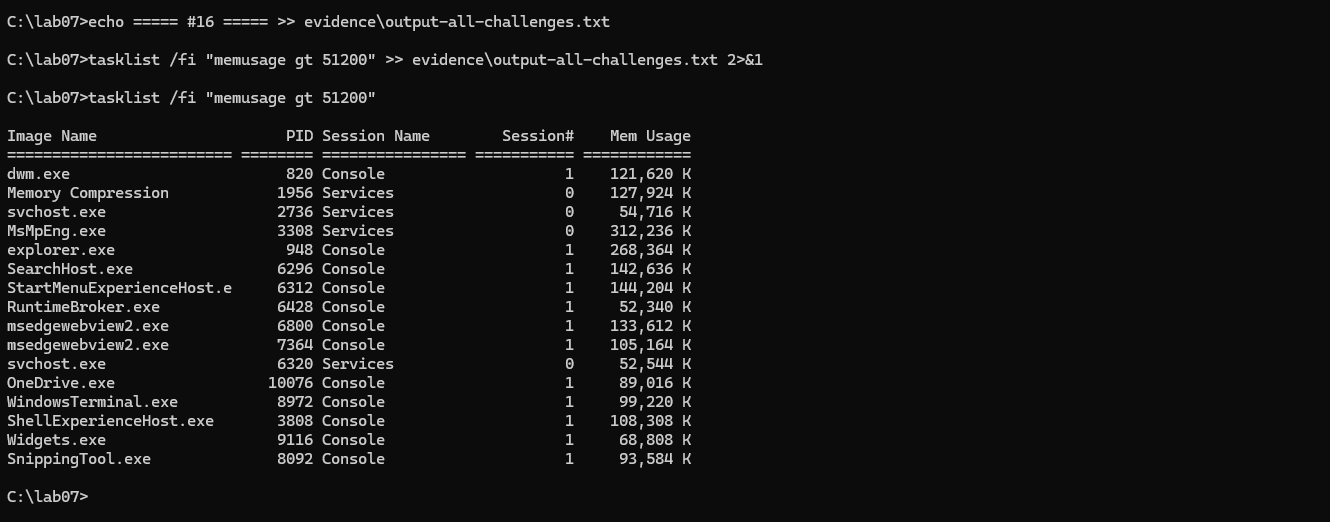 C:\lab07>echo ===== #16 ===== >> evidence\output-all-challenges.txt
C:\lab07>tasklist /fi "memusage gt 51200" >> evidence\output-all-challenges.txt 2>&1
C:\lab07>tasklist /fi "memusage gt 51200"
Image Name                     PID Session Name        Session#    Mem Usage
========================= ======== ================ =========== ============
dwm.exe                        820 Console                    1    121,620 K
Memory Compression            1956 Services                   0    127,924 K
svchost.exe                   2736 Services                   0     54,716 K
MsMpEng.exe                   3308 Services                   0    312,236 K
explorer.exe                   948 Console                    1    268,364 K
SearchHost.exe                6296 Console                    1    142,636 K
StartMenuExperienceHost.e     6312 Console                    1    144,204 K
RuntimeBroker.exe             6428 Console                    1     52,340 K
msedgewebview2.exe            6800 Console                    1    133,612 K
msedgewebview2.exe            7364 Console                    1    105,164 K
svchost.exe                   6320 Services                   0     52,544 K
OneDrive.exe                 10076 Console                    1     89,016 K
WindowsTerminal.exe           8972 Console                    1     99,220 K
ShellExperienceHost.exe       3808 Console                    1    108,308 K
Widgets.exe                   9116 Console                    1     68,808 K
SnippingTool.exe              8092 Console                    1     93,584 K
C:\lab07>